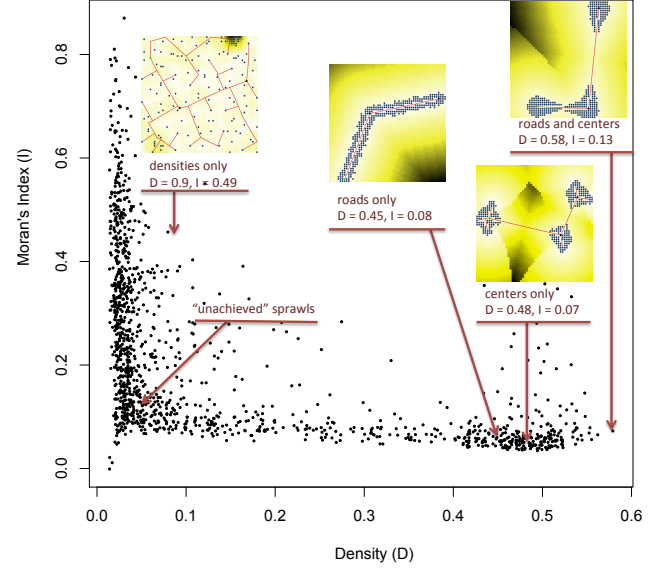 roads and centers
D = 0.58, I = 0.13
densities only
D = 0.9, I = 0.49
roads only
D = 0.45, I = 0.08
centers only
D = 0.48, I = 0.07
"unachieved" sprawls
Moran's Index (I)
0.8
0.6
0.4
0.2
0.0
0.0 0.1 0.2 0.3 0.4 0.5 0.6
Density (D)